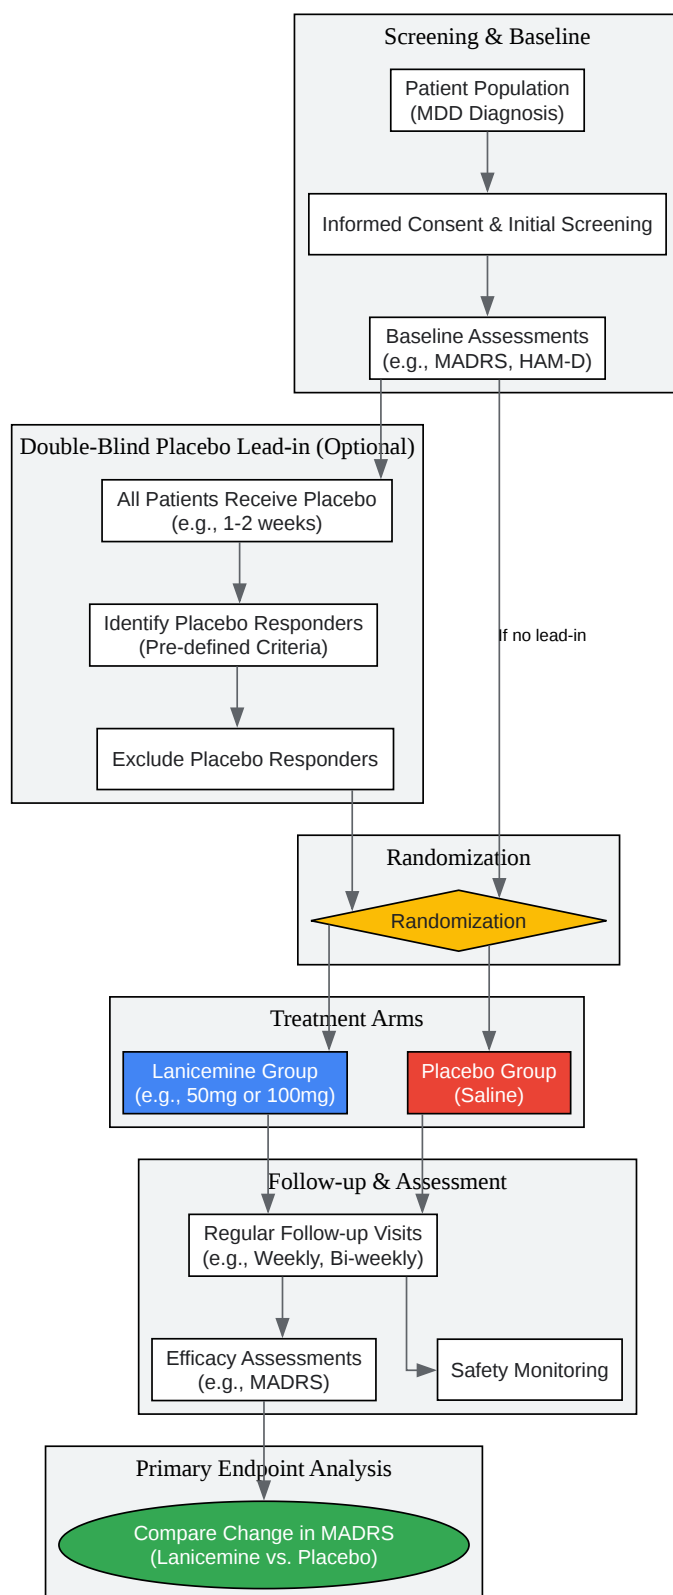 Screening & Baseline
Patient Population
(MDD Diagnosis)
Informed Consent & Initial Screening
Baseline Assessments
(e.g., MADRS, HAM-D)
Double-Blind Placebo Lead-in (Optional)
All Patients Receive Placebo
(e.g., 1-2 weeks)
Identify Placebo Responders
(Pre-defined Criteria)
If no lead-in
Exclude Placebo Responders
Randomization
Randomization
Treatment Arms
Lanicemine Group
(e.g., 50mg or 100mg)
Placebo Group
(Saline)
Follow-up & Assessment
Regular Follow-up Visits
(e.g., Weekly, Bi-weekly)
Efficacy Assessments
(e.g., MADRS)
Safety Monitoring
Primary Endpoint Analysis
Compare Change in MADRS
(Lanicemine vs. Placebo)